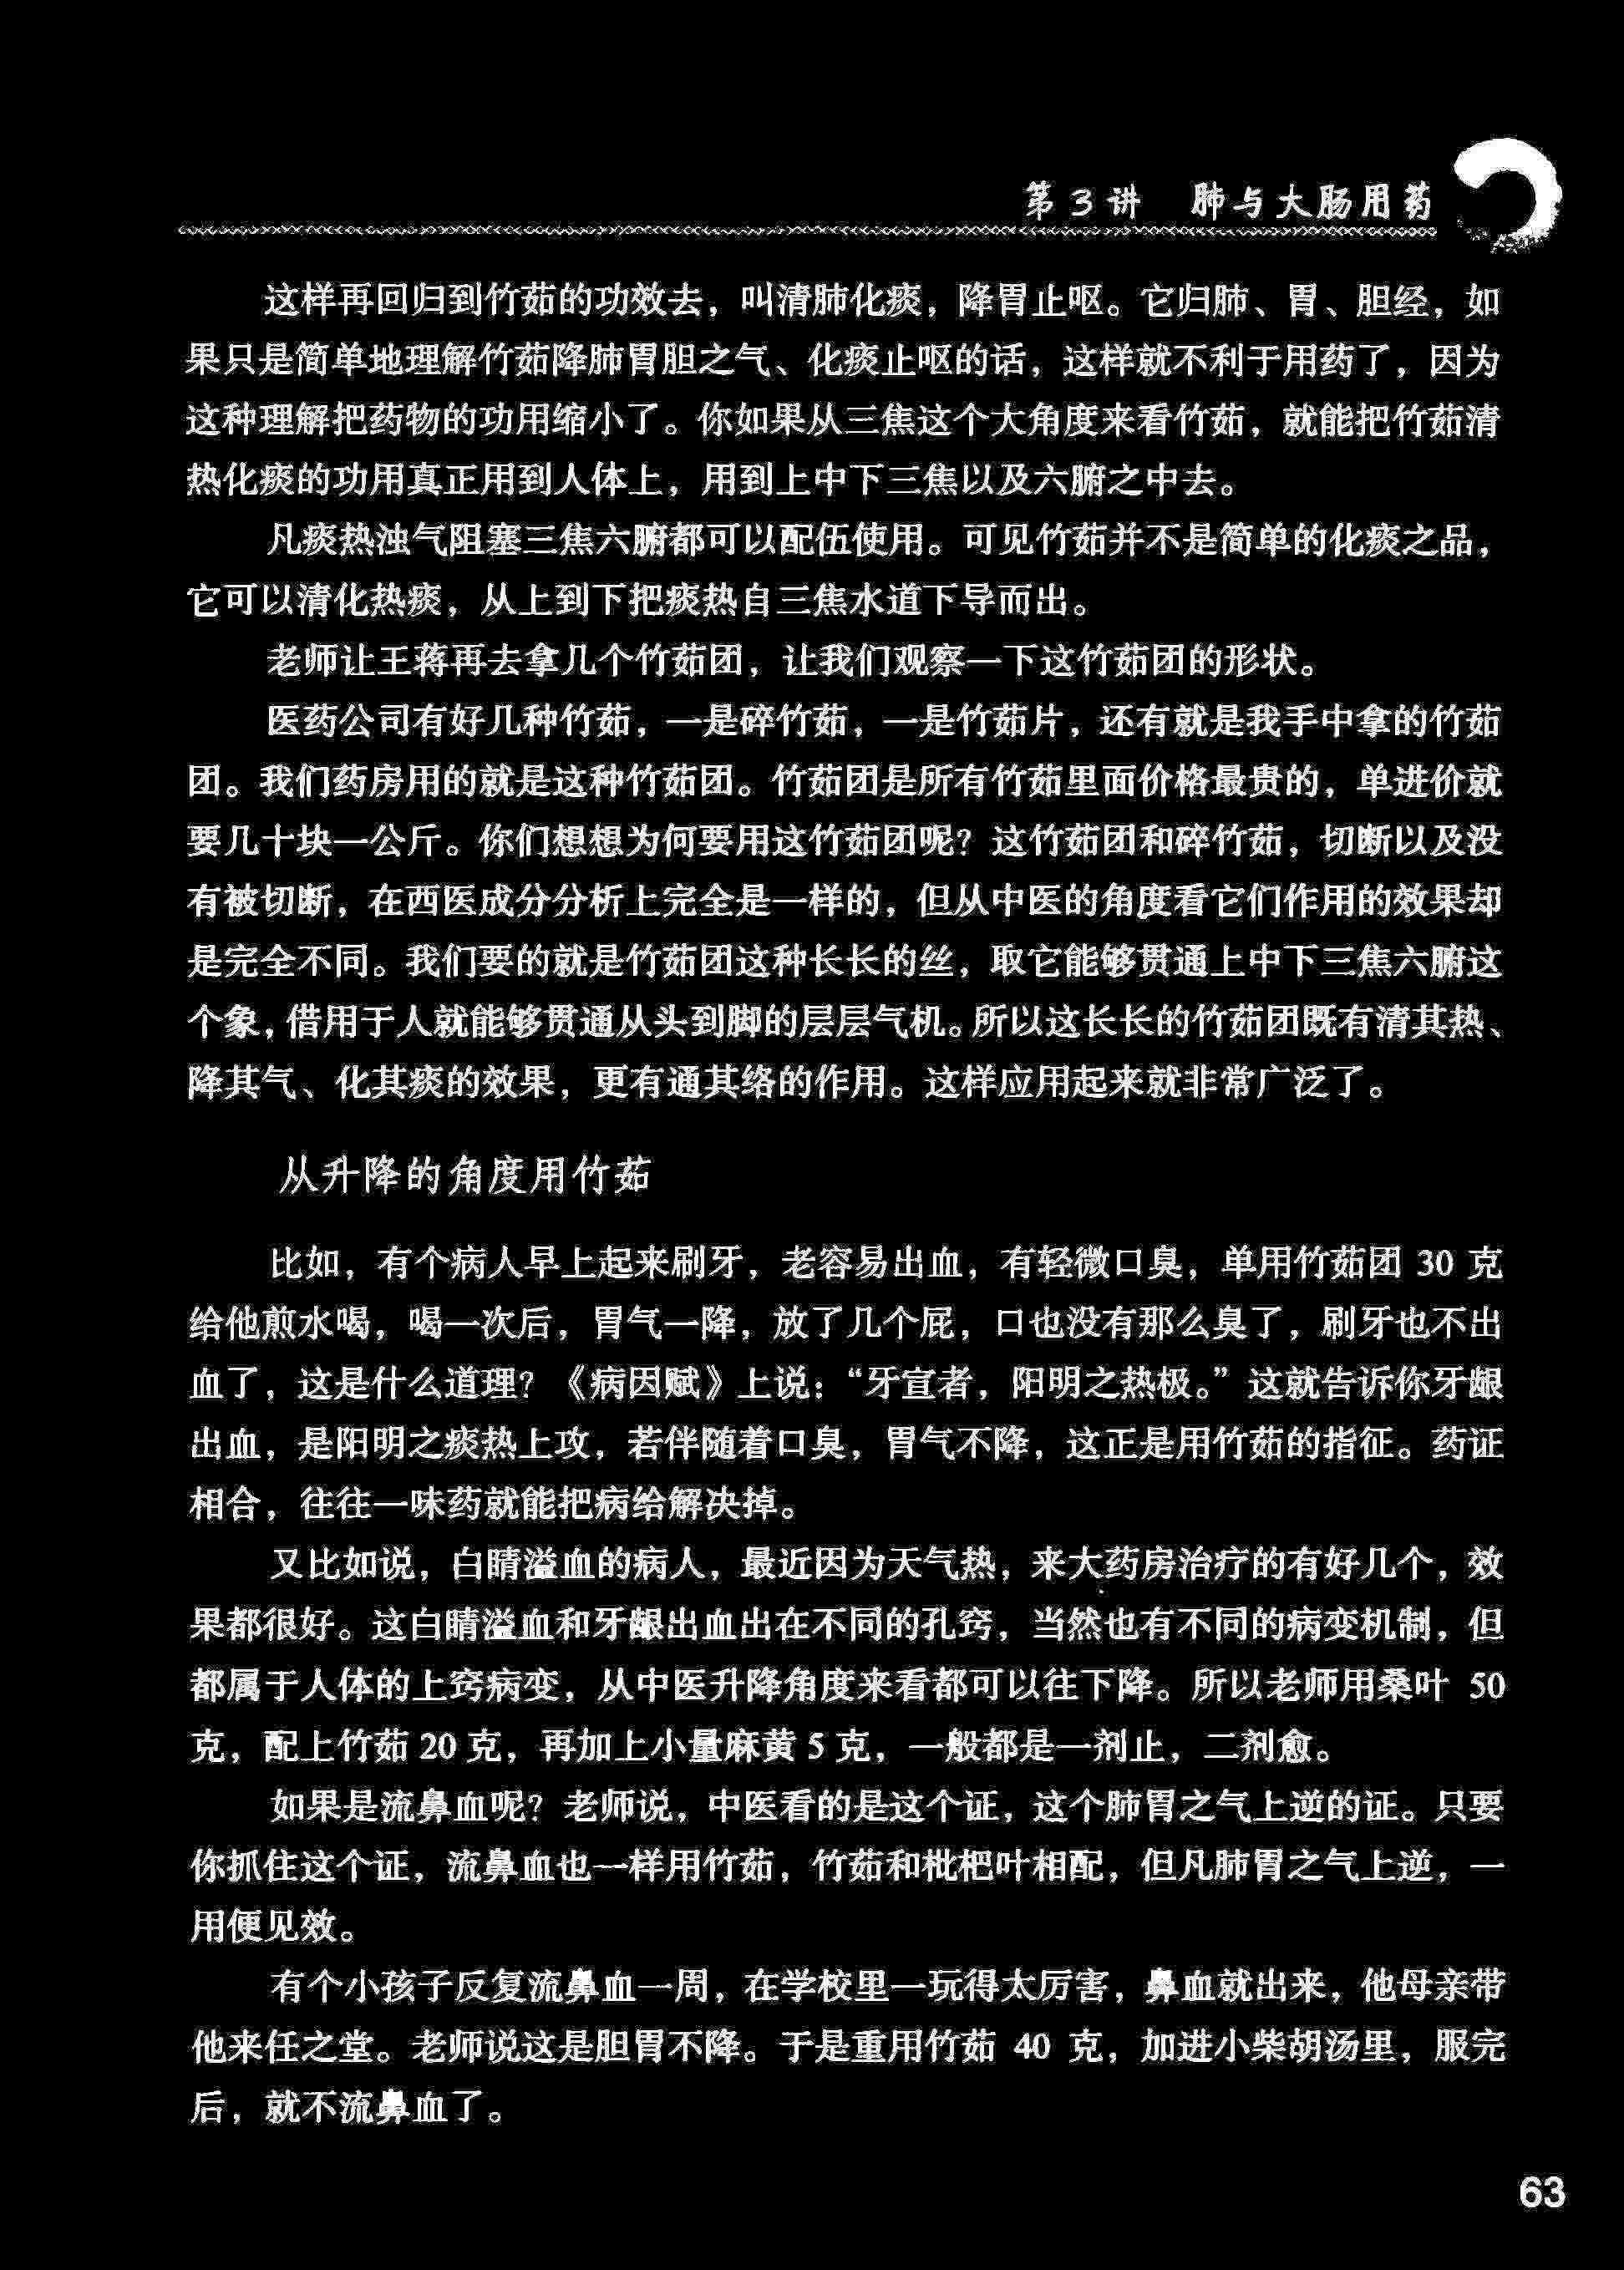 第3讲 肺与大肠用药
这样再回归到竹茹的功效去，叫清肺化痰，降胃止呕。它归肺、胃、胆经，如
果只是简单地理解竹茹降肺胃胆之气、化痰止呕的话，这样就不利于用药了，因为
这种理解把药物的功用缩小了。你如果从三焦这个大角度来看竹茹，就能把竹茹清
热化痰的功用真正用到人体上，用到上中下三焦以及六腑之中去。
凡痰热浊气阻塞三焦六腑都可以配伍使用。可见竹茹并不是简单的化痰之品，
它可以清化热痰，从上到下把痰热自三焦水道下导而出。
老师让王蒋再去拿几个竹茹团，让我们观察一下这竹茹团的形状。
医药公司有好几种竹茹，一是碎竹茹，一是竹茹片，还有就是我手中拿的竹茹
团。我们药房用的就是这种竹茹团。竹茹团是所有竹茹里面价格最贵的，单进价就
要几十块一公斤。你们想想为何要用这竹茹团呢？这竹茹团和碎竹茹，切断以及没
有被切断，在西医成分分析上完全是一样的，但从中医的角度看它们作用的效果却
是完全不同。我们要的就是竹茹团这种长长的丝，取它能够贯通上中下三焦六腑这
个象，借用于人就能够贯通从头到脚的层层气机。所以这长长的竹茹团既有清其热、
降其气、化其痰的效果，更有通其络的作用。这样应用起来就非常广泛了。
从升降的角度用竹茹
比如，有个病人早上起来刷牙，老容易出血，有轻微口臭，单用竹茹团 30 克
给他煎水喝，喝一次后，胃气一降，放了几个屁，口也没有那么臭了，刷牙也不出
血了，这是什么道理？《病因赋》上说：“牙宣者，阳明之热极。”这就告诉你牙龈
出血，是阳明之痰热上攻，若伴随着口臭，胃气不降，这正是用竹茹的指征。药证
相合，往往一味药就能把病给解决掉。
又比如说，白睛溢血的病人，最近因为天气热，来大药房治疗的有好几个，效
果都很好。这白睛溢血和牙龈出血出在不同的孔窍，当然也有不同的病变机制，但
都属于人体的上窍病变，从中医升降角度来看都可以往下降。所以老师用桑叶 50
克，配上竹茹 20 克，再加上小量麻黄 5 克，一般都是一剂止，二剂愈。
如果是流鼻血呢？老师说，中医看的是这个证，这个肺胃之气上逆的证。只要
你抓住这个证，流鼻血也一样用竹茹，竹茹和枇杷叶相配，但凡肺胃之气上逆，一
用便见效。
有个小孩子反复流鼻血一周，在学校里一玩得太厉害，鼻血就出来，他母亲带
他来任之堂。老师说这是胆胃不降。于是重用竹茹 40 克，加进小柴胡汤里，服完
后，就不流鼻血了。
63